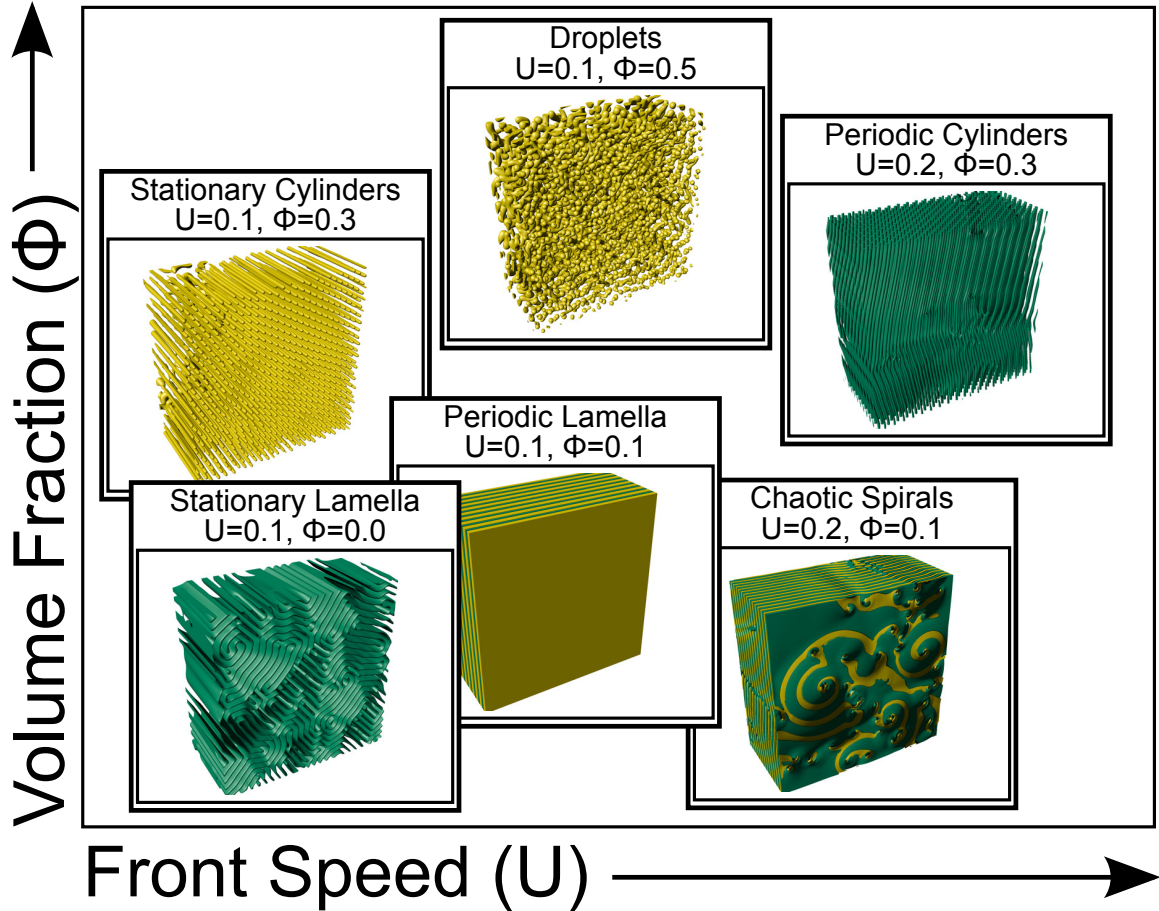 Droplets
U=0.1, Φ=0.5
Periodic Cylinders
U=0.2, Φ=0.3
Stationary Cylinders
U=0.1, Φ=0.3
Periodic Lamella
U=0.1, Φ=0.1
Stationary Lamella
U=0.1, Φ=0.0
Chaotic Spirals
U=0.2, Φ=0.1
Volume Fraction (Φ)
Front Speed (U)